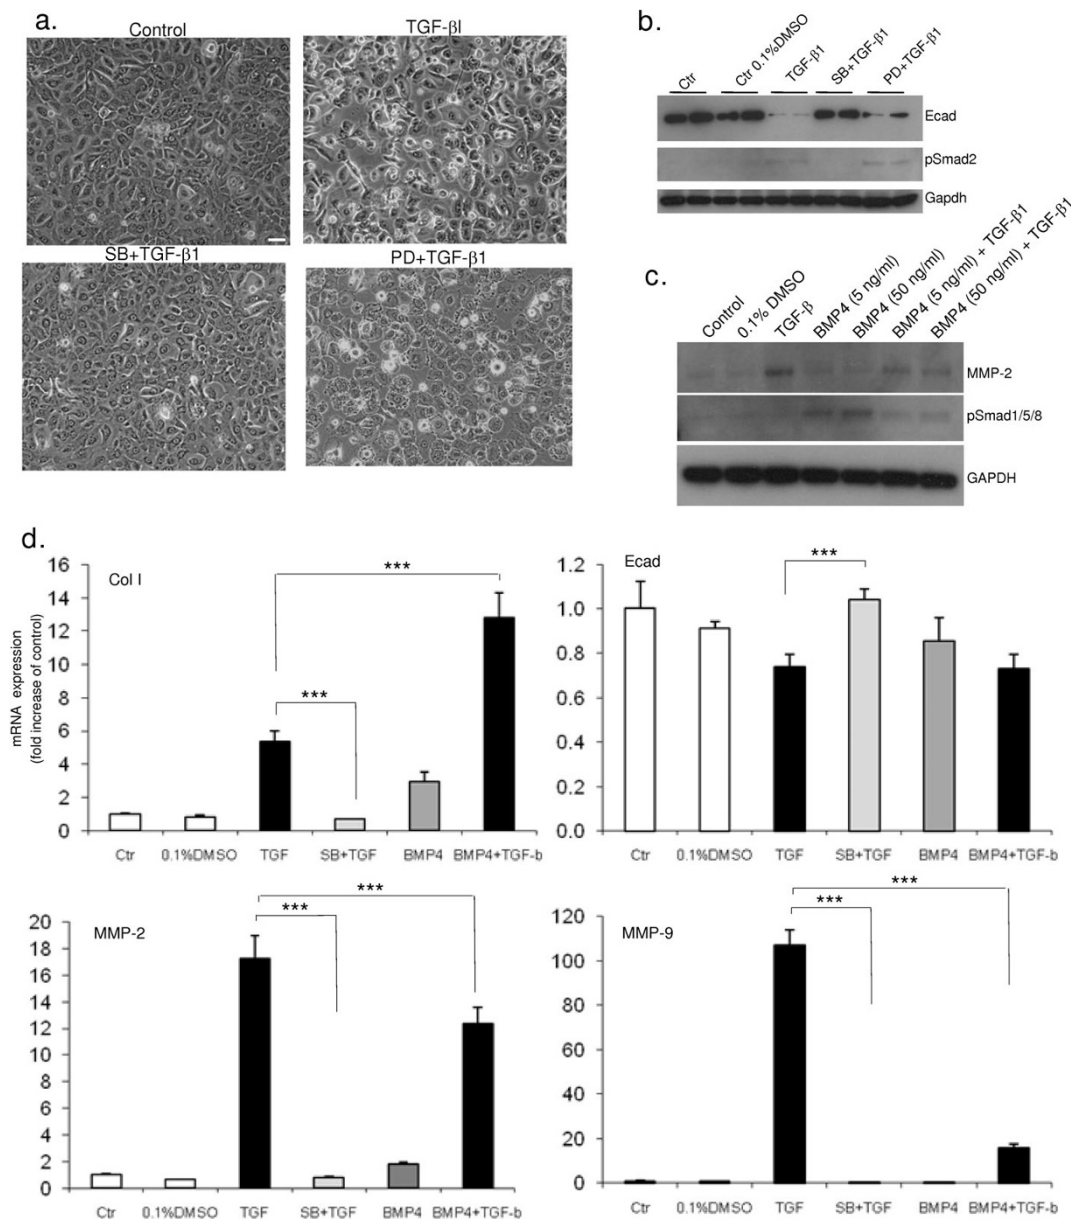 a.
Control
TGF-βI
SB+TGF-β1
PD+TGF-β1
b.
Ctr
Ctr 0.1%DMSO
TGF-β1
SB+TGF-β1
PD+TGF-β1
Ecad
pSmad2
Gapdh
c.
Control
0.1% DMSO
TGF-β
BMP4 (5 ng/ml)
BMP4 (50 ng/ml)
BMP4 (5 ng/ml) + TGF-β1
BMP4 (50 ng/ml) + TGF-β1
MMP-2
pSmad1/5/8
GAPDH
d.
mRNA expression
(fold increase of control)
Col I
16
14
12
10
8
6
4
2
0
***
***
Ctr 0.1%DMSO TGF SB+TGF BMP4 BMP4+TGF-b
Ecad
1.2
1.0
0.8
0.6
0.4
0.2
0.0
***
Ctr 0.1%DMSO TGF SB+TGF BMP4 BMP4+TGF-b
MMP-2
20
18
16
14
12
10
8
6
4
2
0
***
***
Ctr 0.1%DMSO TGF SB+TGF BMP4 BMP4+TGF-b
MMP-9
120
100
80
60
40
20
0
***
***
Ctr 0.1%DMSO TGF SB+TGF BMP4 BMP4+TGF-b